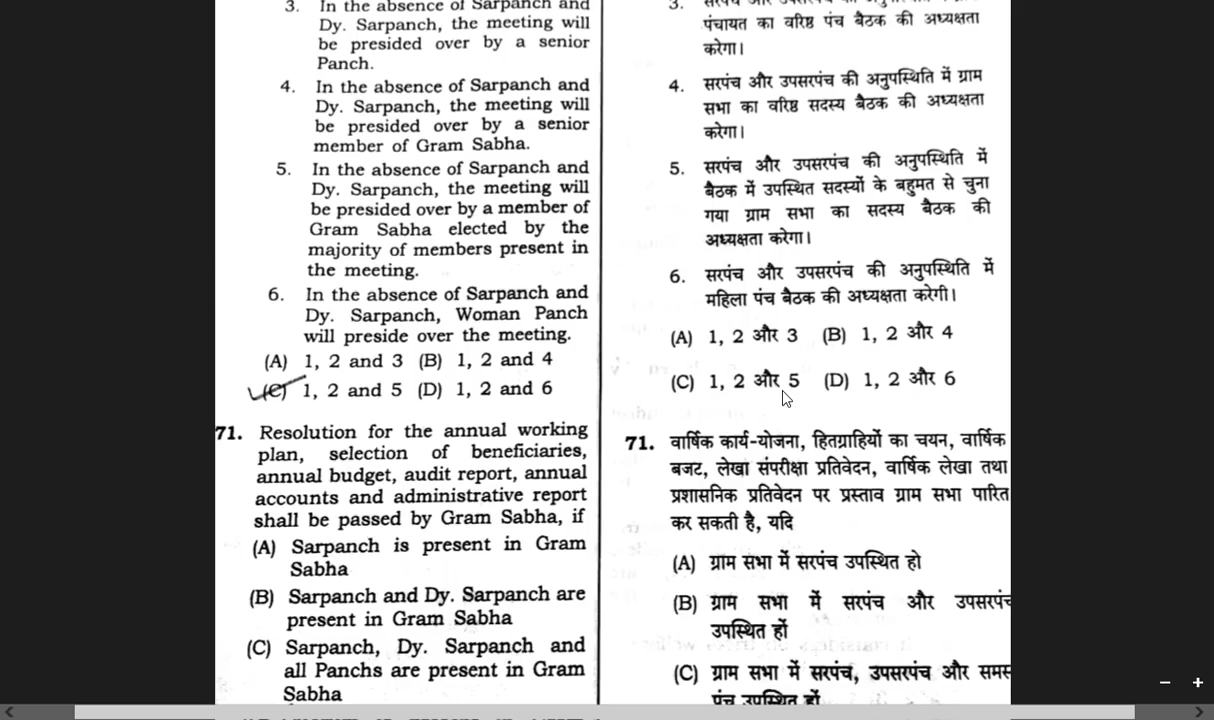 3. In the absence of Sarpanch and
Dy. Sarpanch, the meeting will
be presided over by a senior
Panch.
4. In the absence of Sarpanch and
Dy. Sarpanch, the meeting will
be presided over by a senior
member of Gram Sabha.
5. In the absence of Sarpanch and
Dy. Sarpanch, the meeting will
be presided over by a member of
Gram Sabha elected by the
majority of members present in
the meeting.
6. In the absence of Sarpanch and
Dy. Sarpanch, Woman Panch
will preside over the meeting.
(A) 1, 2 and 3 (B) 1, 2 and 4
(C) 1, 2 and 5 (D) 1, 2 and 6
71. Resolution for the annual working
plan, selection of beneficiaries,
annual budget, audit report, annual
accounts and administrative report
shall be passed by Gram Sabha, if
(A) Sarpanch is present in Gram
Sabha
(B) Sarpanch and Dy. Sarpanch are
present in Gram Sabha
(C) Sarpanch, Dy. Sarpanch and
all Panchs are present in Gram
Sabha
3. सरपंच और उपसरपंच की अनुपस्थिति में ग्राम
पंचायत का वरिष्ठ पंच बैठक की अध्यक्षता
करेगा।
4. सरपंच और उपसरपंच की अनुपस्थिति में ग्राम
सभा का वरिष्ठ सदस्य बैठक की अध्यक्षता
करेगा।
5. सरपंच और उपसरपंच की अनुपस्थिति में
बैठक में उपस्थित सदस्यों के बहुमत से चुना
गया ग्राम सभा का सदस्य बैठक की
अध्यक्षता करेगा।
6. सरपंच और उपसरपंच की अनुपस्थिति में
महिला पंच बैठक की अध्यक्षता करेगी।
(A) 1, 2 और 3 (B) 1, 2 और 4
(C) 1, 2 और 5 (D) 1, 2 और 6
71. वार्षिक कार्य-योजना, हितग्राहियों का चयन, वार्षिक
बजट, लेखा संपरीक्षा प्रतिवेदन, वार्षिक लेखा तथा
प्रशासनिक प्रतिवेदन पर प्रस्ताव ग्राम सभा पारित
कर सकती है, यदि
(A) ग्राम सभा में सरपंच उपस्थित हो
(B) ग्राम सभा में सरपंच और उपसरपंच
उपस्थित हों
(C) ग्राम सभा में सरपंच, उपसरपंच और समस
पंच उपस्थित हों